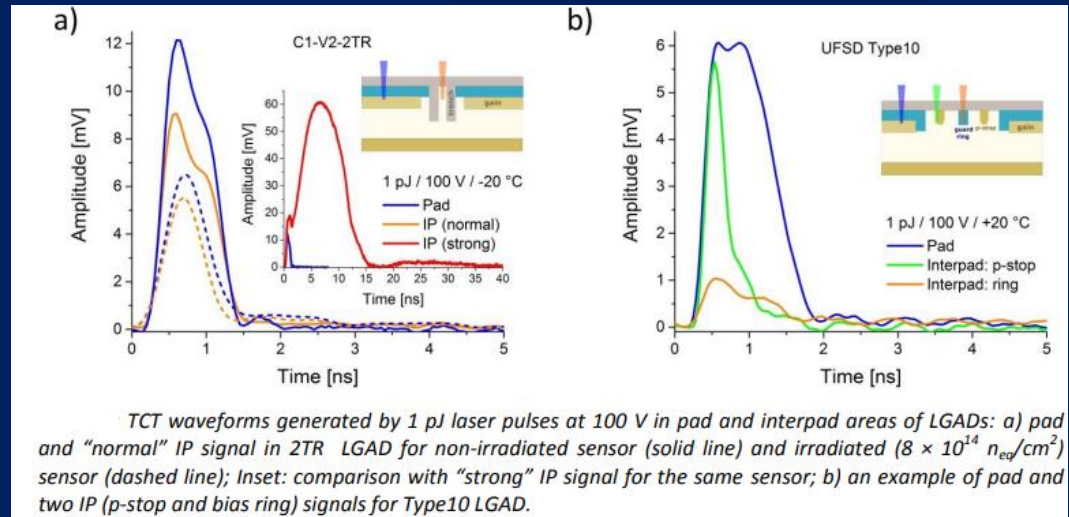 a)
C1-V2-2TR
Amplitude [mV]
12
10
8
6
4
2
0
0
1
2
3
4
5
Time [ns]
Amplitude [mV]
60
50
40
30
20
10
0
0
5
10
15
20
25
30
35
40
Time [ns]
trench
gain
1 pJ / 100 V / -20 °C
Pad
IP (normal)
IP (strong)
b)
UFSD Type10
Amplitude [mV]
6
5
4
3
2
1
0
0
1
2
3
4
5
Time [ns]
guard
ring
p-stop
gain
1 pJ / 100 V / +20 °C
Pad
Interpad: p-stop
Interpad: ring
TCT waveforms generated by 1 pJ laser pulses at 100 V in pad and interpad areas of LGADs: a) pad
and “normal” IP signal in 2TR LGAD for non-irradiated sensor (solid line) and irradiated (8 × 10¹⁴ nₑq/cm²)
sensor (dashed line); Inset: comparison with “strong” IP signal for the same sensor; b) an example of pad and
two IP (p-stop and bias ring) signals for Type10 LGAD.